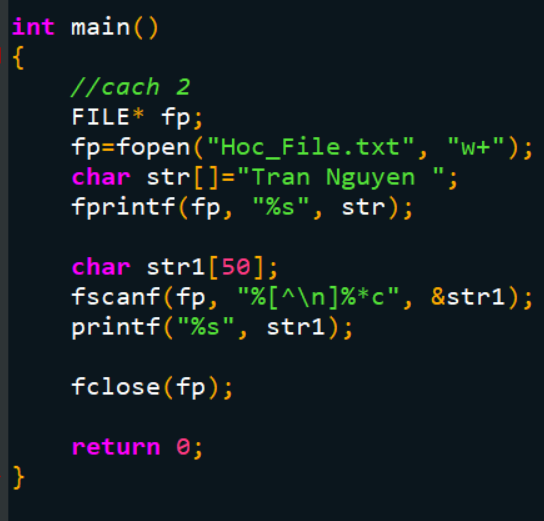 int main()
{
    //cach 2
    FILE* fp;
    fp=fopen("Hoc_File.txt", "w+");
    char str[]="Tran Nguyen ";
    fprintf(fp, "%s", str);

    char str1[50];
    fscanf(fp, "%[^\n]%*c", &str1);
    printf("%s", str1);

    fclose(fp);

    return 0;
}